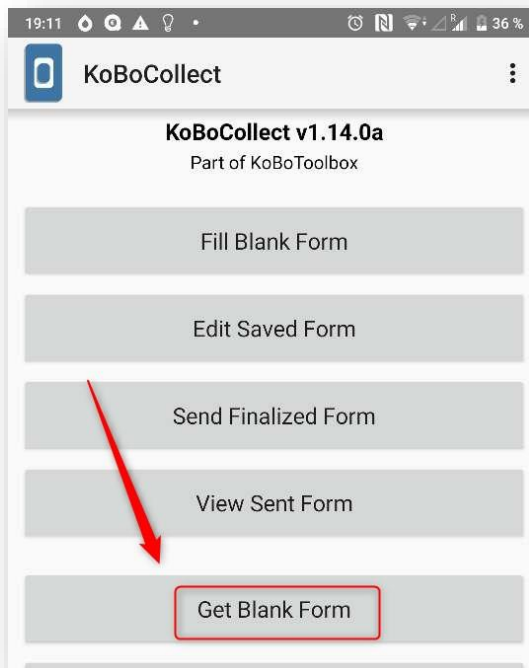 19:11 36 %
KoBoCollect
KoBoCollect v1.14.0a
Part of KoBoToolbox
Fill Blank Form
Edit Saved Form
Send Finalized Form
View Sent Form
Get Blank Form